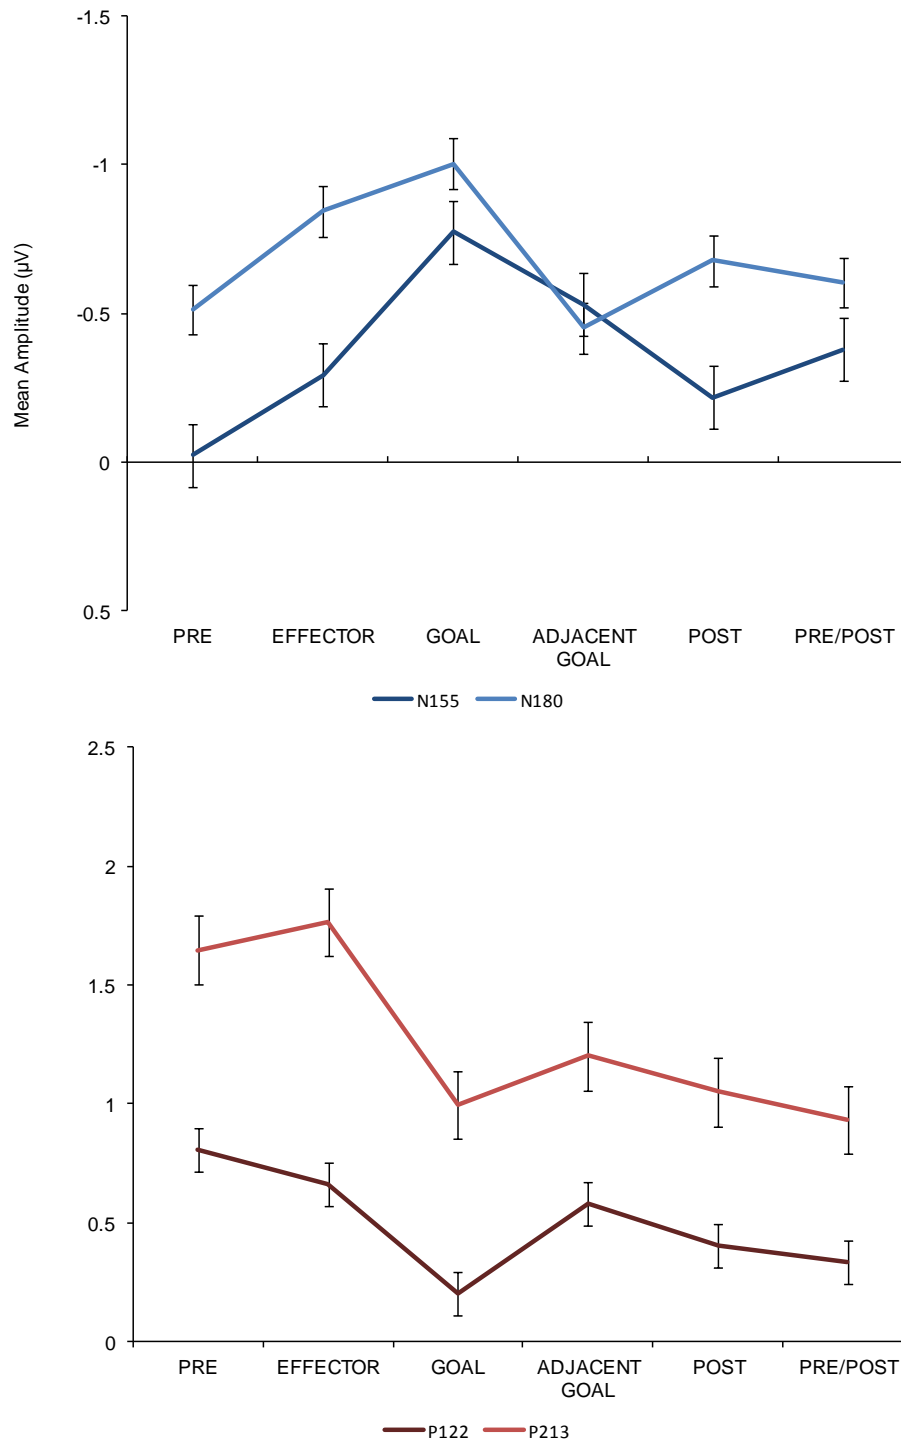 -1.5
-1
-0.5
0
0.5
Mean Amplitude (µV)
PRE EFFECTOR GOAL ADJACENT GOAL POST PRE/POST
N155 N180
2.5
2
1.5
1
0.5
0
PRE EFFECTOR GOAL ADJACENT GOAL POST PRE/POST
P122 P213